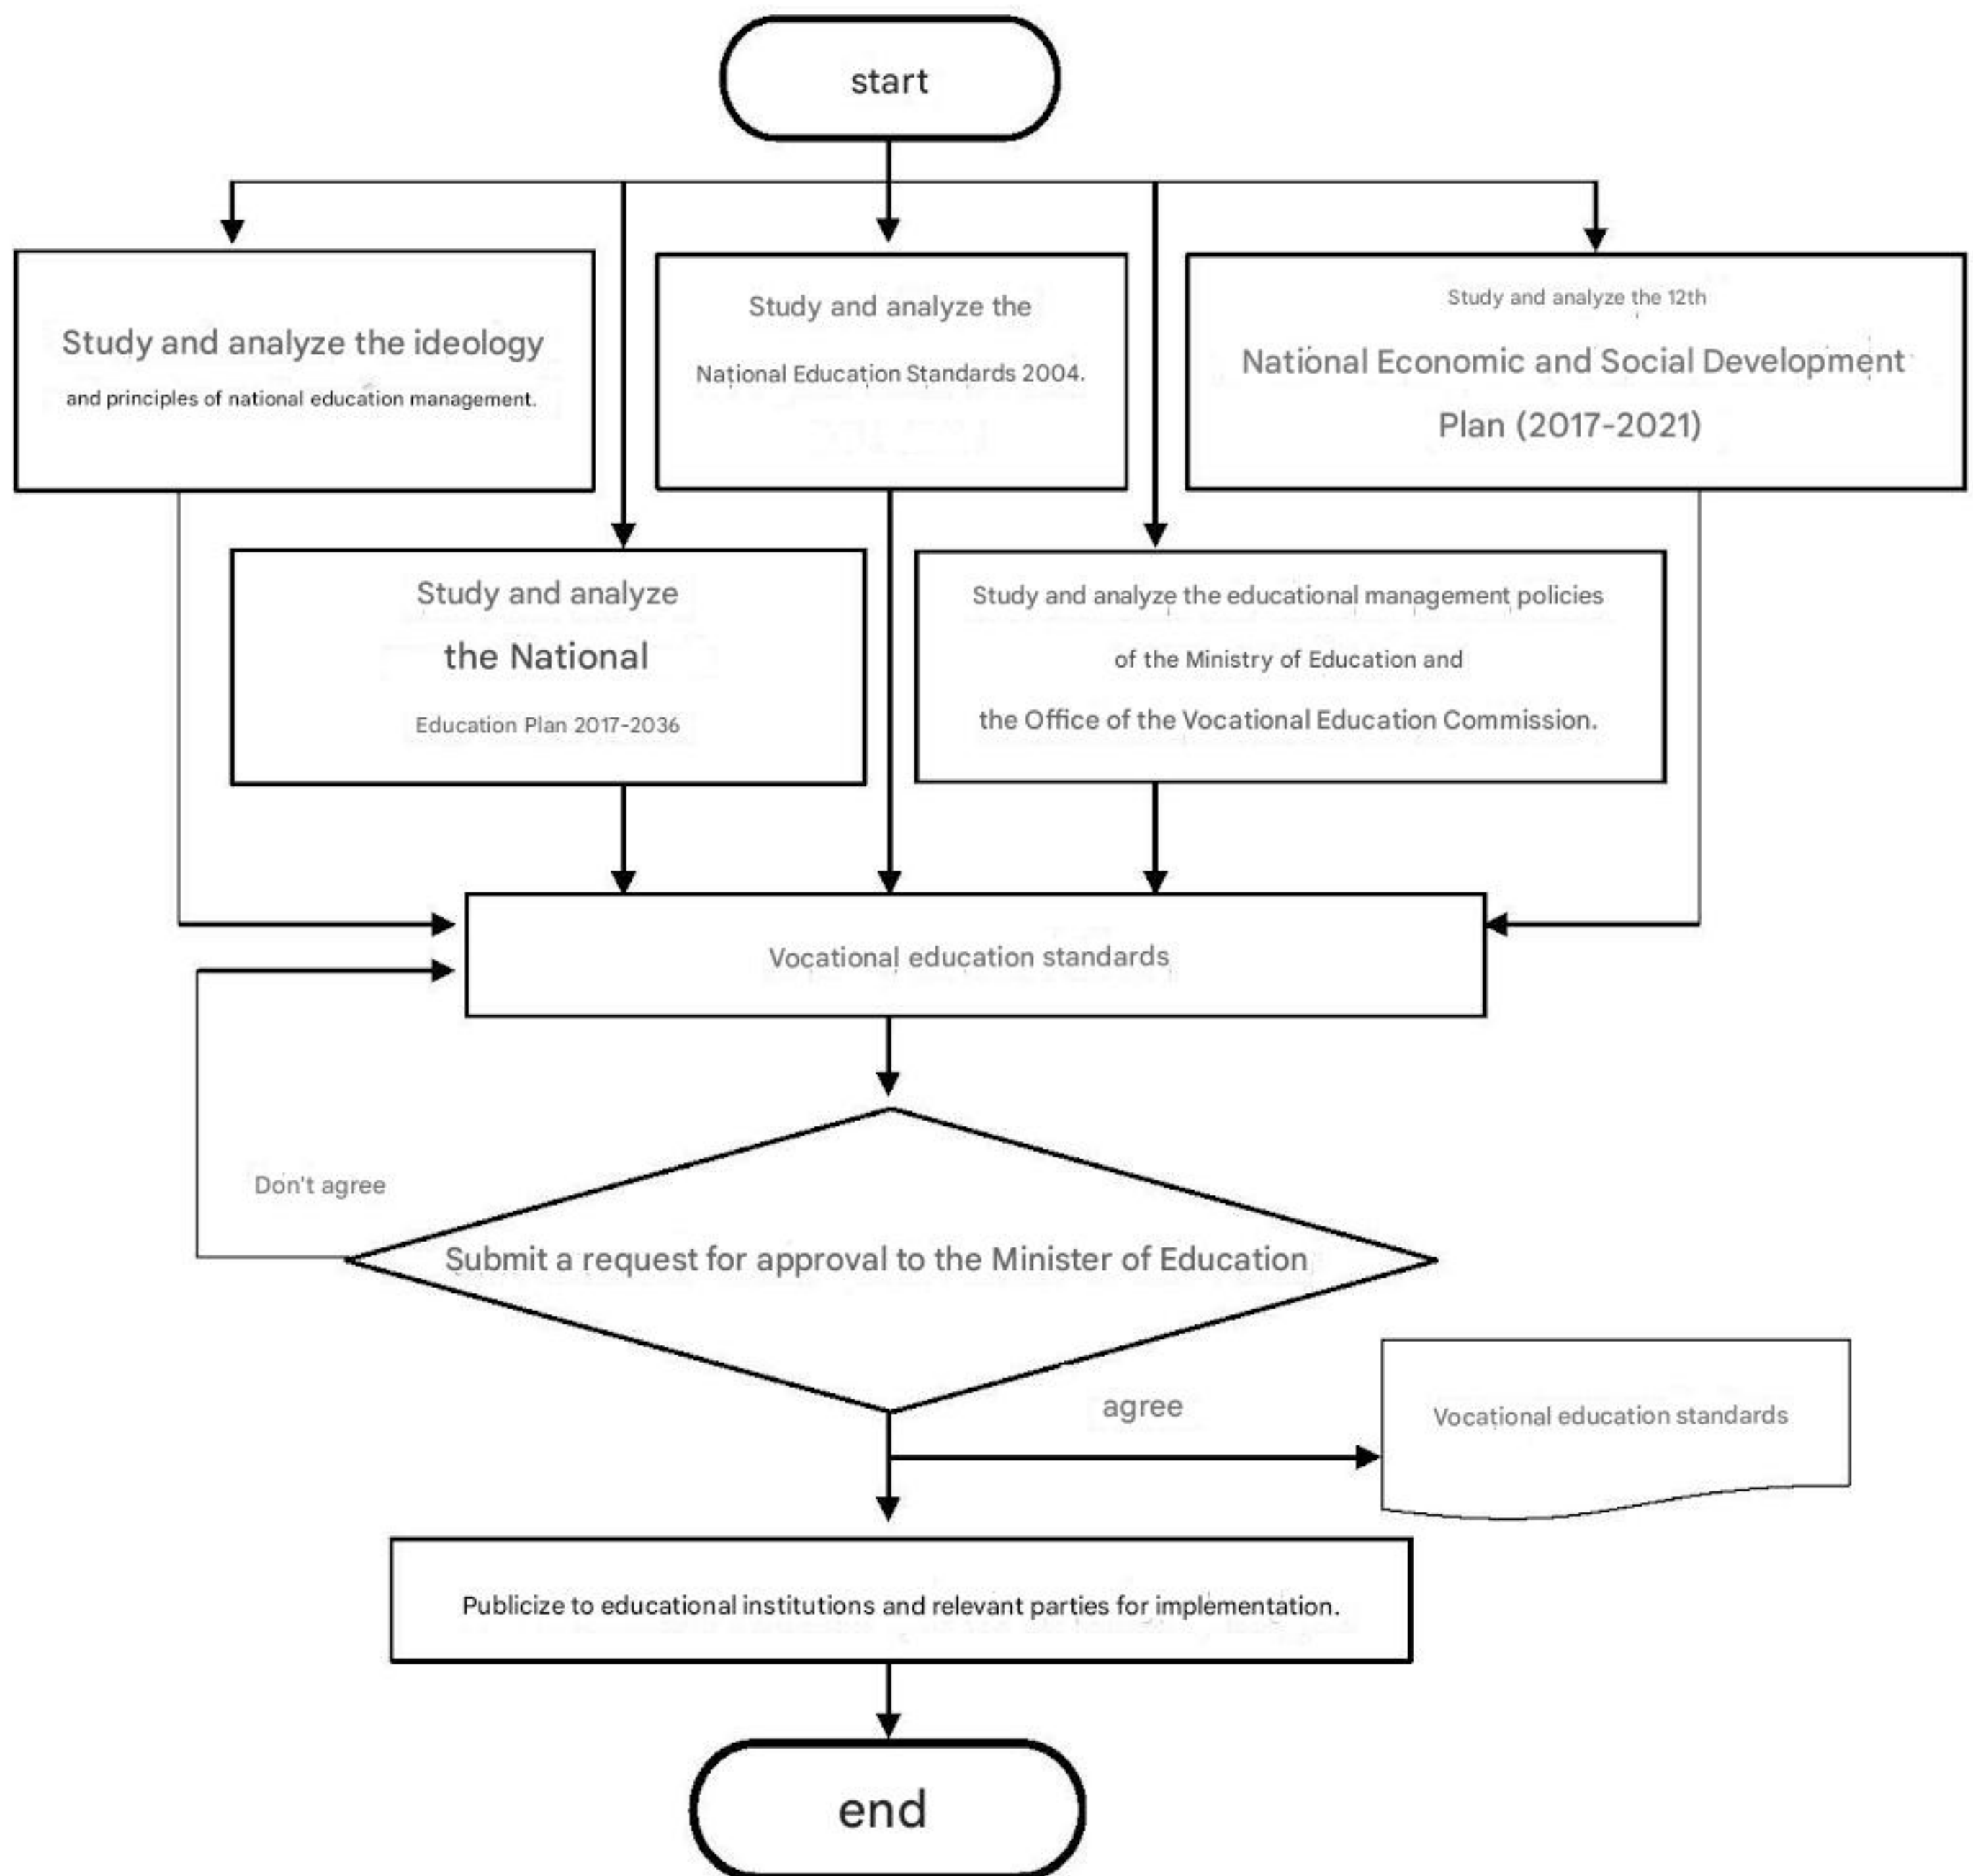 start
Study and analyze the ideology
and principles of national education management.
Study and analyze the
National Education Standards 2004.
Study and analyze the 12th
National Economic and Social Development
Plan (2017-2021)
Study and analyze
the National
Education Plan 2017-2036
Study and analyze the educational management policies
of the Ministry of Education and
the Office of the Vocational Education Commission.
Vocational education standards
Don't agree
Submit a request for approval to the Minister of Education
agree
Vocational education standards
Publicize to educational institutions and relevant parties for implementation.
end